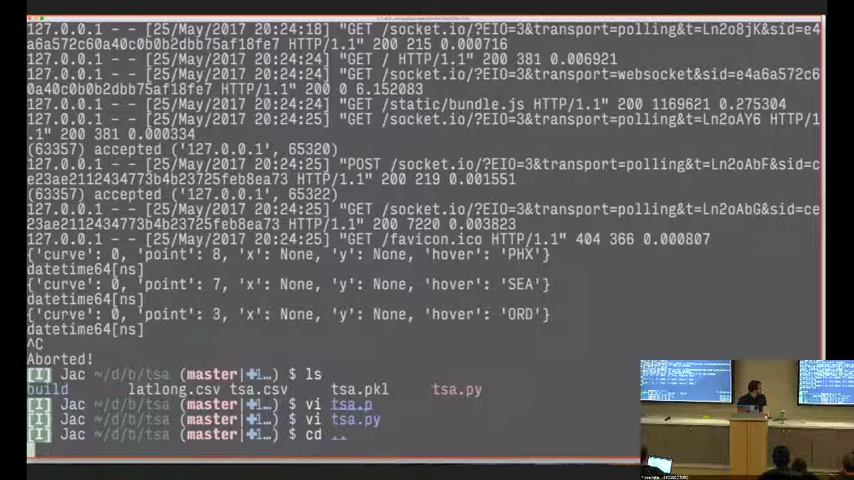 127.0.0.1 - - [25/May/2017 20:24:18] "GET /socket.io/?EIO=3&transport=polling&t=Ln2o8jK&sid=e4
a6a572c60a40c0b0b2dbb75af18fe7 HTTP/1.1" 200 215 0.000716
127.0.0.1 - - [25/May/2017 20:24:24] "GET / HTTP/1.1" 200 381 0.006921
127.0.0.1 - - [25/May/2017 20:24:24] "GET /socket.io/?EIO=3&transport=websocket&sid=e4a6a572c6
0a40c0b0b2dbb75af18fe7 HTTP/1.1" 200 0 6.152083
127.0.0.1 - - [25/May/2017 20:24:24] "GET /static/bundle.js HTTP/1.1" 200 1169621 0.275304
127.0.0.1 - - [25/May/2017 20:24:25] "GET /socket.io/?EIO=3&transport=polling&t=Ln2oAY6 HTTP/1
.1" 200 381 0.000334
(63357) accepted ('127.0.0.1', 65320)
127.0.0.1 - - [25/May/2017 20:24:25] "POST /socket.io/?EIO=3&transport=polling&t=Ln2oAbF&sid=c
e23ae2112434773b4b23725feb8ea73 HTTP/1.1" 200 219 0.001551
(63357) accepted ('127.0.0.1', 65322)
127.0.0.1 - - [25/May/2017 20:24:25] "GET /socket.io/?EIO=3&transport=polling&t=Ln2oAbG&sid=ce
23ae2112434773b4b23725feb8ea73 HTTP/1.1" 200 7220 0.003823
127.0.0.1 - - [25/May/2017 20:24:25] "GET /favicon.ico HTTP/1.1" 404 366 0.000807
{'curve': 0, 'point': 8, 'x': None, 'y': None, 'hover': 'PHX'}
datetime64[ns]
{'curve': 0, 'point': 7, 'x': None, 'y': None, 'hover': 'SEA'}
datetime64[ns]
{'curve': 0, 'point': 3, 'x': None, 'y': None, 'hover': 'ORD'}
datetime64[ns]
^C
Aborted!
[I] Jac ~/d/b/tsa (master|✚1…) $ ls
build latlong.csv tsa.csv tsa.pkl tsa.py
[I] Jac ~/d/b/tsa (master|✚1…) $ vi tsa.p
[I] Jac ~/d/b/tsa (master|✚1…) $ vi tsa.py
[I] Jac ~/d/b/tsa (master|✚1…) $ cd ..